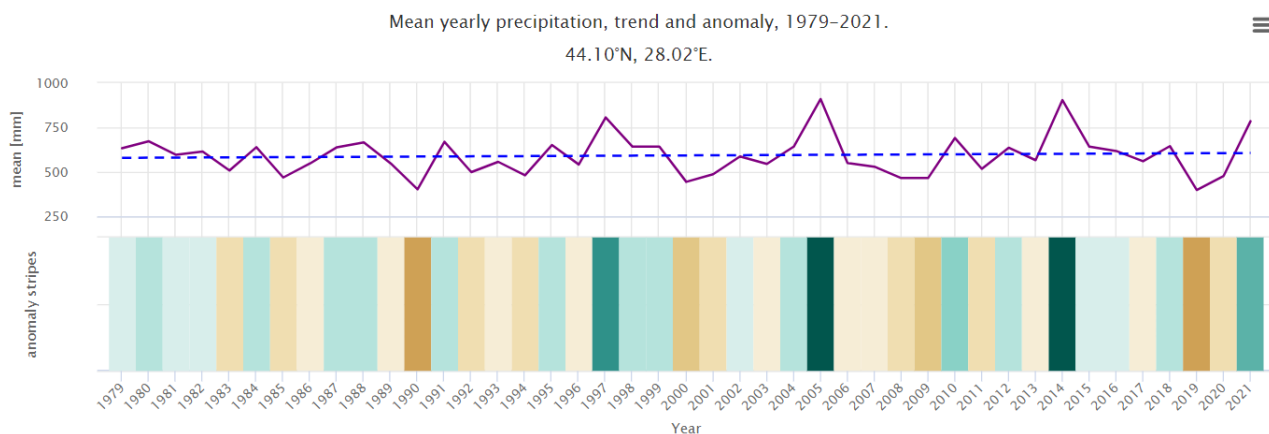 Mean yearly precipitation, trend and anomaly, 1979–2021.
44.10°N, 28.02°E.
mean [mm]
1000
750
500
250
anomaly stripes
1979 1980 1981 1982 1983 1984 1985 1986 1987 1988 1989 1990 1991 1992 1993 1994 1995 1996 1997 1998 1999 2000 2001 2002 2003 2004 2005 2006 2007 2008 2009 2010 2011 2012 2013 2014 2015 2016 2017 2018 2019 2020 2021
Year